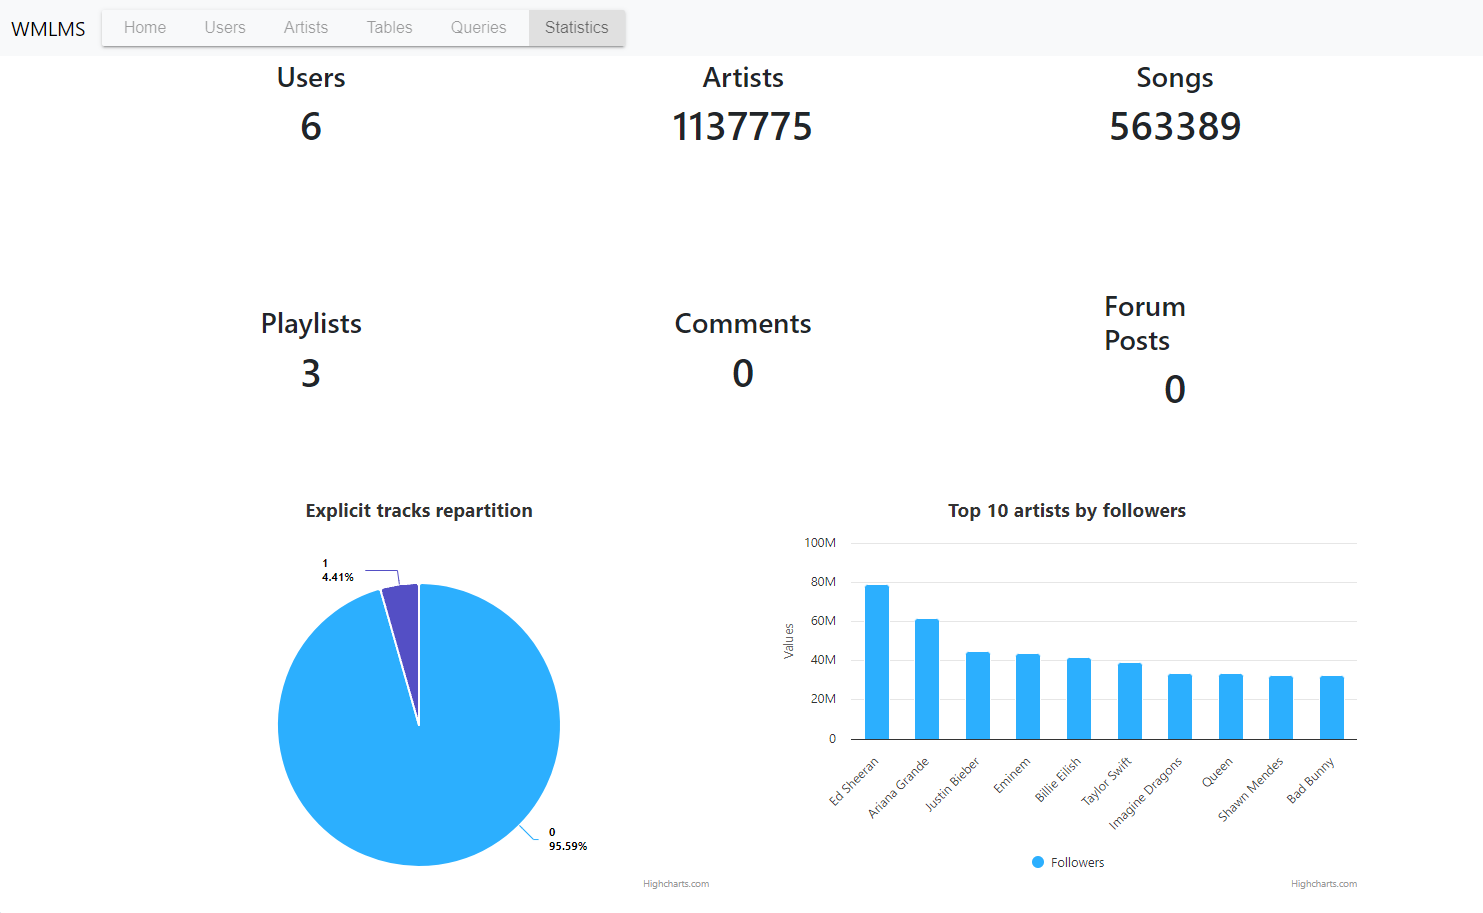 WMLMS Home Users Artists Tables Queries Statistics
Users
6
Artists
1137775
Songs
563389
Playlists
3
Comments
0
Forum
Posts
0
Explicit tracks repartition
1
4.41%
0
95.59%
Highcharts.com
Top 10 artists by followers
Values
100M
80M
60M
40M
20M
0
Ed Sheeran
Ariana Grande
Justin Bieber
Eminem
Billie Eilish
Taylor Swift
Imagine Dragons
Queen
Shawn Mendes
Bad Bunny
Followers
Highcharts.com